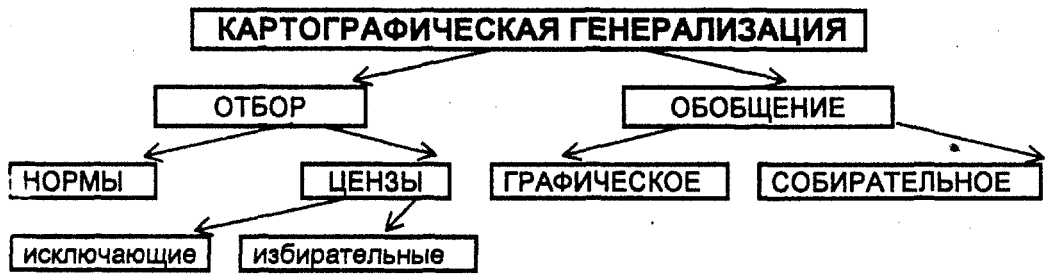 КАРТОГРАФИЧЕСКАЯ ГЕНЕРАЛИЗАЦИЯ
ОТБОР
ОБОБЩЕНИЕ
НОРМЫ
ЦЕНЗЫ
ГРАФИЧЕСКОЕ
СОБИРАТЕЛЬНОЕ
исключающие
избирательные